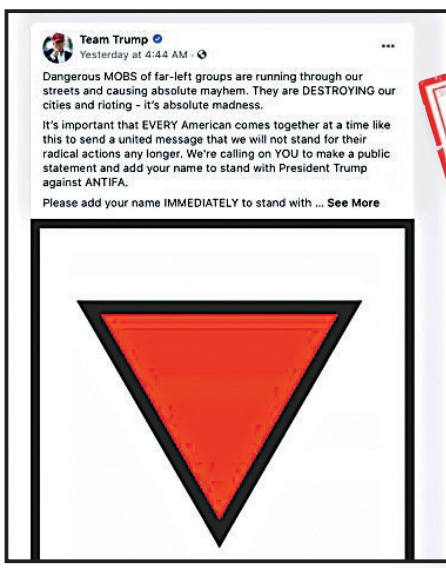 Team Trump
Yesterday at 4:44 AM ·
Dangerous MOBS of far-left groups are running through our
streets and causing absolute mayhem. They are DESTROYING our
cities and rioting - it's absolute madness.
It's important that EVERY American comes together at a time like
this to send a united message that we will not stand for their
radical actions any longer. We're calling on YOU to make a public
statement and add your name to stand with President Trump
against ANTIFA.
Please add your name IMMEDIATELY to stand with ... See More